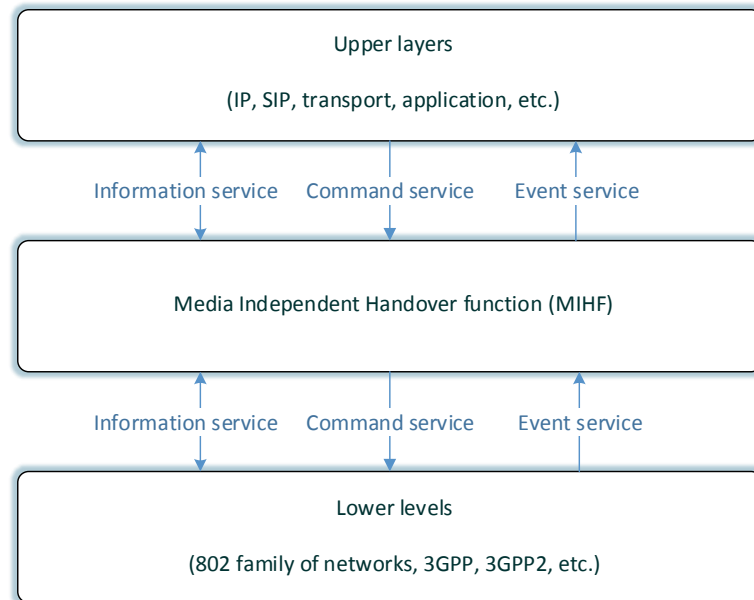 Upper layers
(IP, SIP, transport, application, etc.)
Information service Command service Event service
Media Independent Handover function (MIHF)
Information service Command service Event service
Lower levels
(802 family of networks, 3GPP, 3GPP2, etc.)